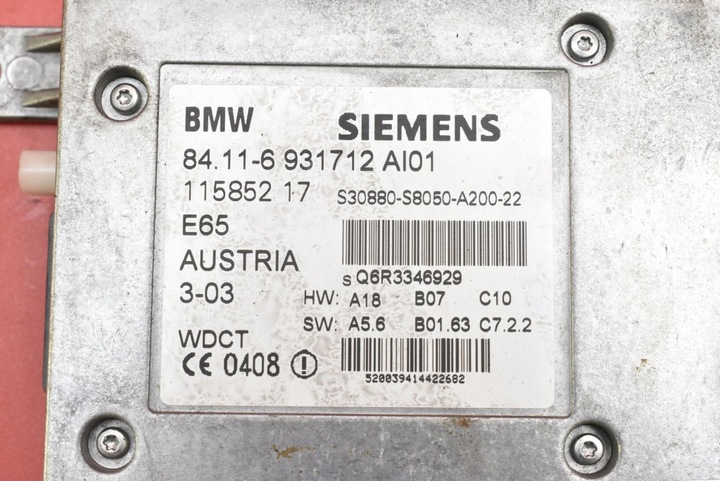 BMW SIEMENS
84.11-6 931712 AI01
115852 17 S30880-S8050-A200-22
E65
AUSTRIA
S Q6R3346929
3-03 HW: A18 B07 C10
SW: A5.6 B01.63 C7.2.2
WDCT
CE 0408 !
520039414422682